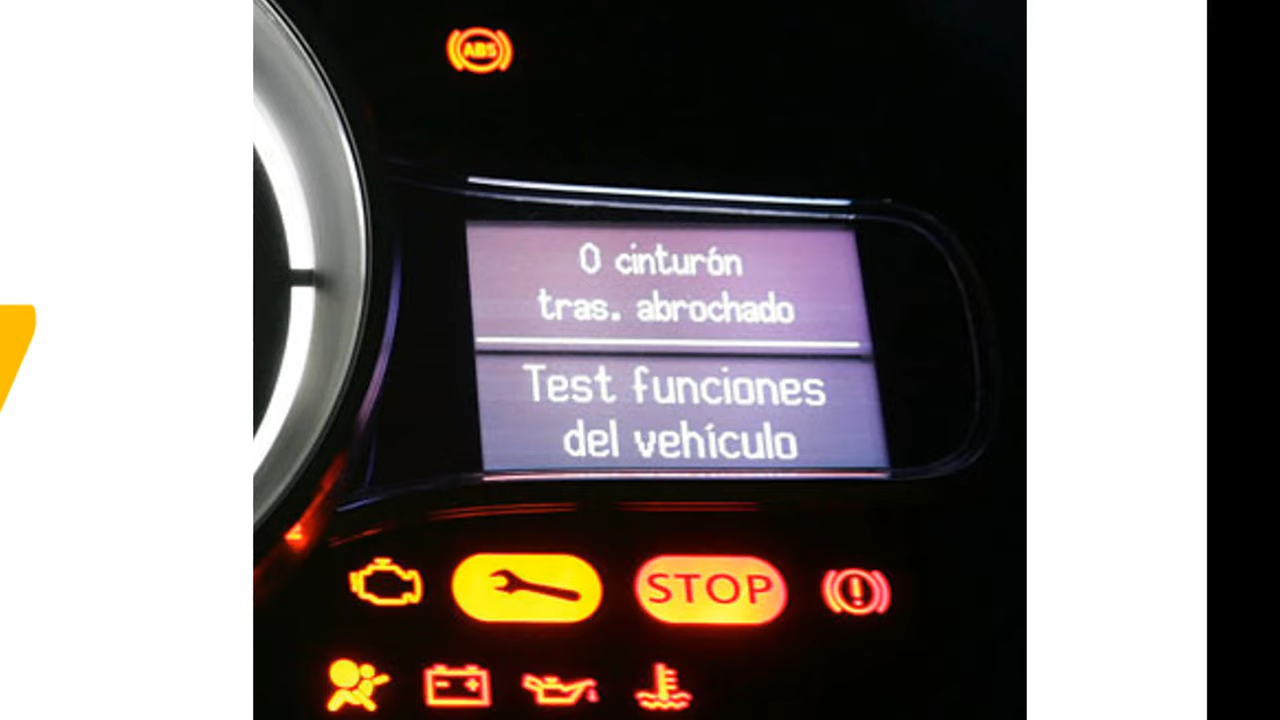 ABS
0 cinturón
tras. abrochado
Test funciones
del vehículo
STOP